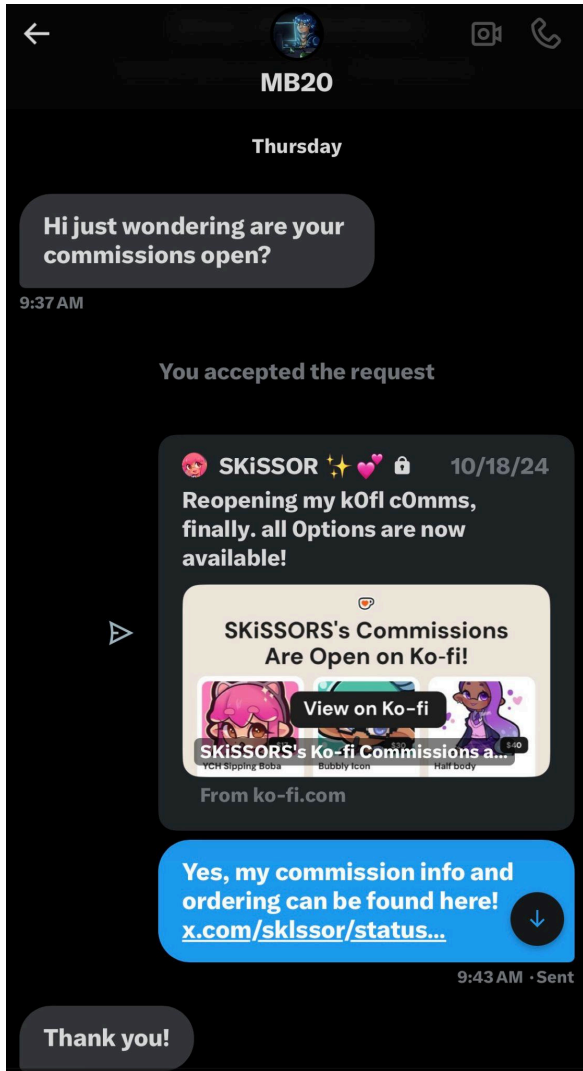 MB20
Thursday
Hi just wondering are your
commissions open?
9:37 AM
You accepted the request
SKiSSOR ✨💕 🔒 10/18/24
Reopening my k0fI c0mms,
finally. all 0ptions are now
available!
SKiSSORS's Commissions
Are Open on Ko-fi!
View on Ko-fi
$30
$40
SKiSSORS's Ko-fi Commissions a...
YCH Sipping Boba
Bubbly Icon
Half body
From ko-fi.com
Yes, my commission info and
ordering can be found here!
x.com/skIssor/status...
9:43 AM · Sent
Thank you!